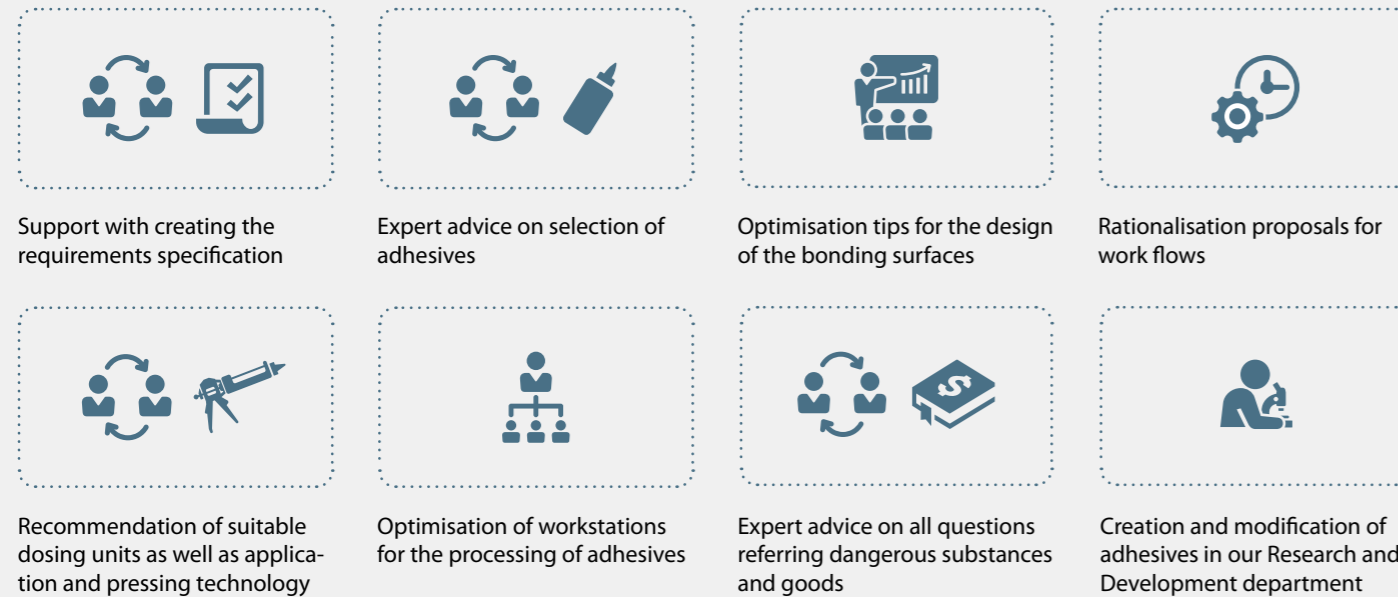 Support with creating the
requirements specification
Expert advice on selection of
adhesives
Optimisation tips for the design
of the bonding surfaces
Rationalisation proposals for
work flows
$
Recommendation of suitable
dosing units as well as applica-
tion and pressing technology
Optimisation of workstations
for the processing of adhesives
Expert advice on all questions
referring dangerous substances
and goods
Creation and modification of
adhesives in our Research and
Development department